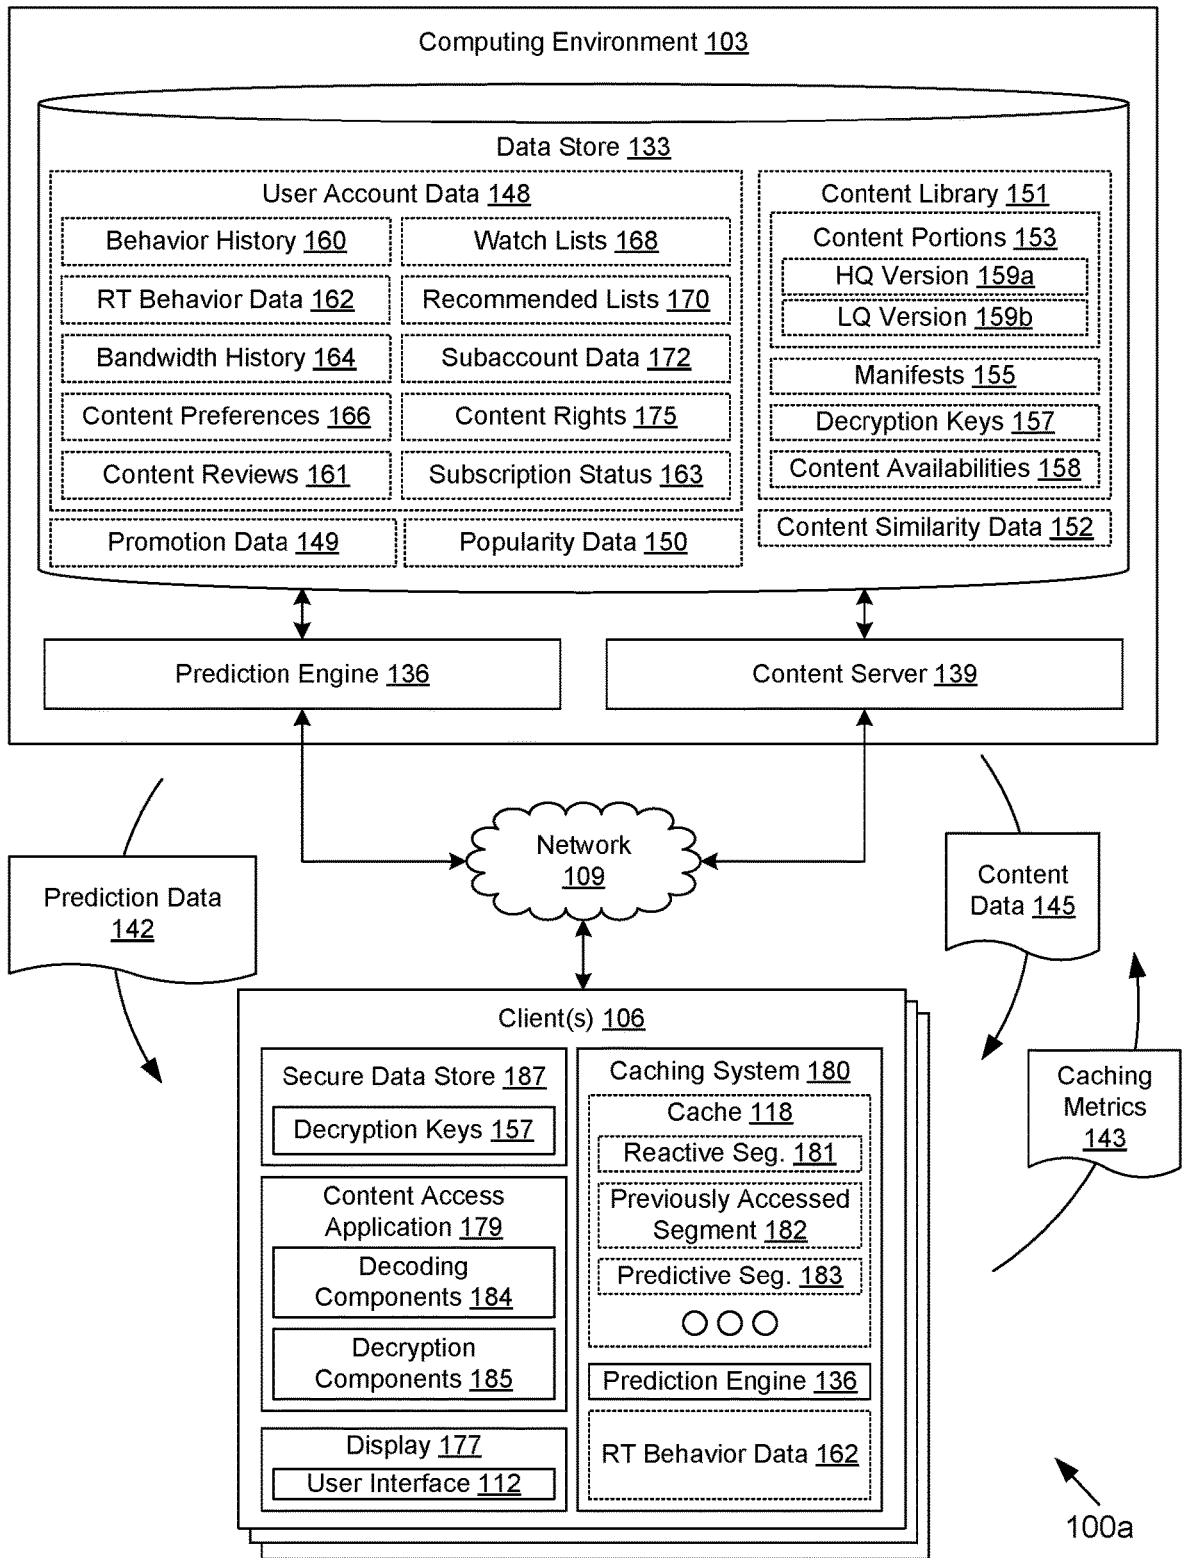 Computing Environment 103
Data Store 133
User Account Data 148
Behavior History 160
Watch Lists 168
RT Behavior Data 162
Recommended Lists 170
Bandwidth History 164
Subaccount Data 172
Content Preferences 166
Content Rights 175
Content Reviews 161
Subscription Status 163
Promotion Data 149
Popularity Data 150
Content Library 151
Content Portions 153
HQ Version 159a
LQ Version 159b
Manifests 155
Decryption Keys 157
Content Availabilities 158
Content Similarity Data 152
Prediction Engine 136
Content Server 139
Network
109
Prediction Data
142
Content
Data 145
Caching
Metrics
143
Client(s) 106
Secure Data Store 187
Decryption Keys 157
Content Access
Application 179
Decoding
Components 184
Decryption
Components 185
Display 177
User Interface 112
Caching System 180
Cache 118
Reactive Seg. 181
Previously Accessed
Segment 182
Predictive Seg. 183
Prediction Engine 136
RT Behavior Data 162
100a